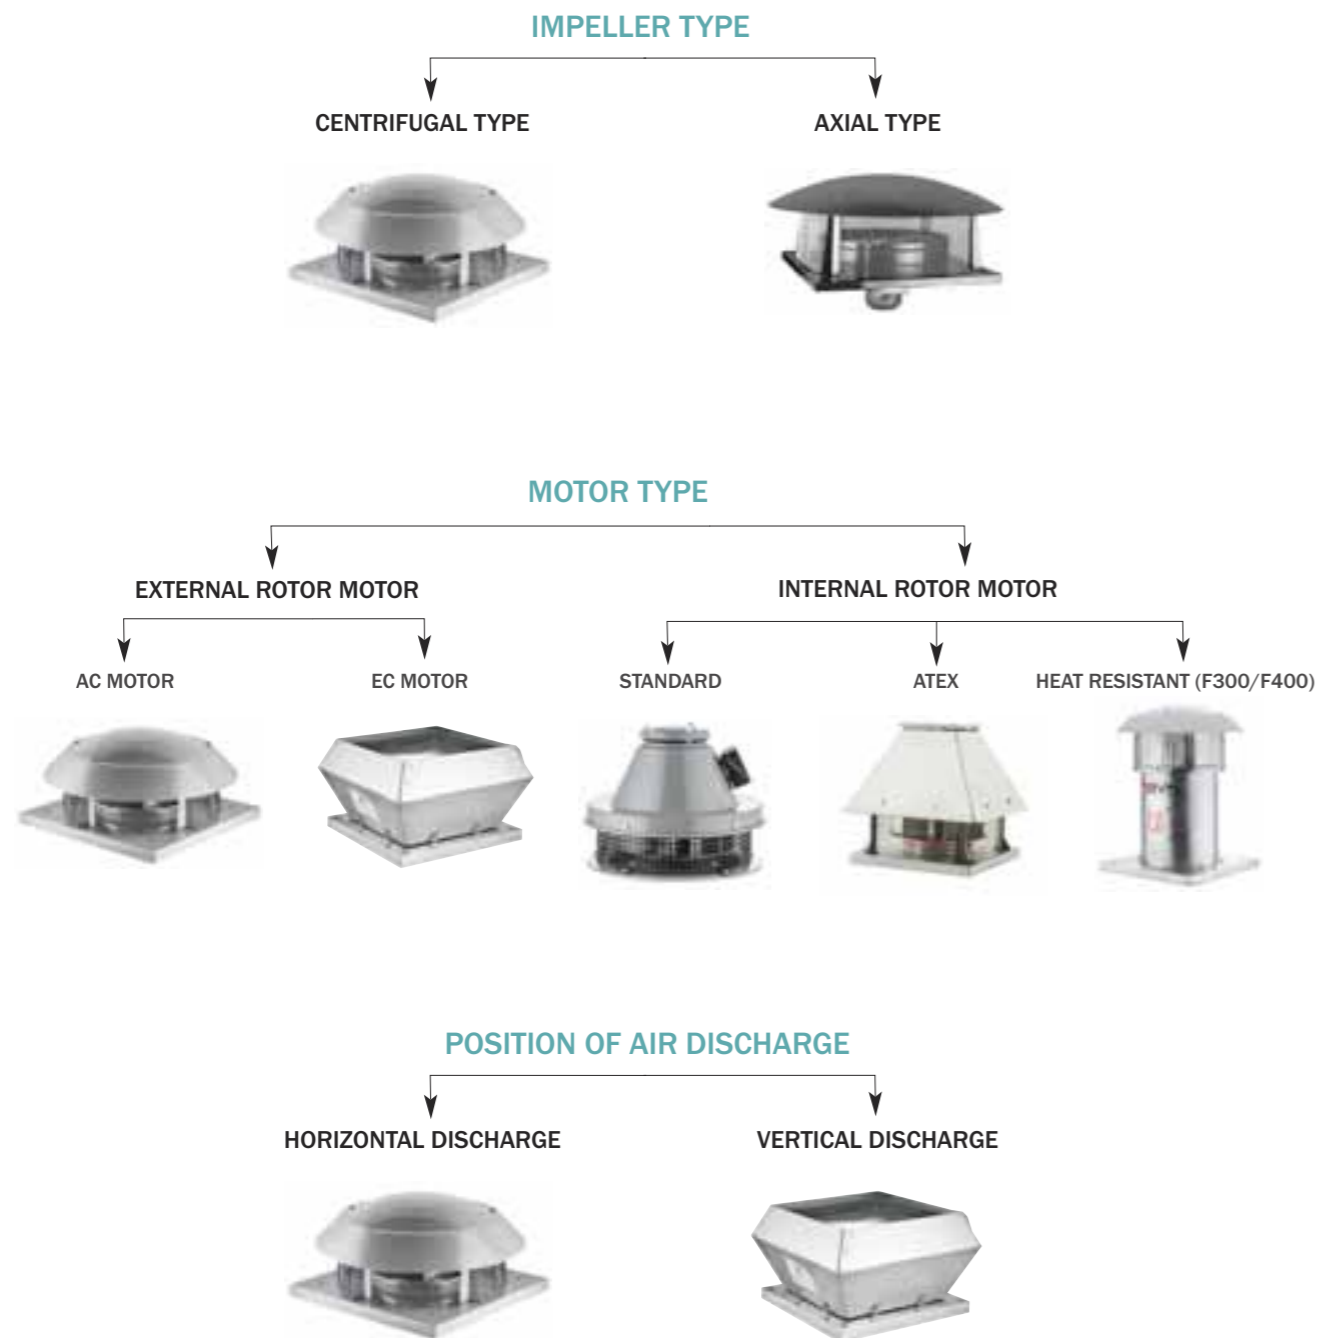 IMPELLER TYPE
CENTRIFUGAL TYPE
AXIAL TYPE
MOTOR TYPE
EXTERNAL ROTOR MOTOR
INTERNAL ROTOR MOTOR
AC MOTOR
EC MOTOR
STANDARD
ATEX
HEAT RESISTANT (F300/F400)
POSITION OF AIR DISCHARGE
HORIZONTAL DISCHARGE
VERTICAL DISCHARGE